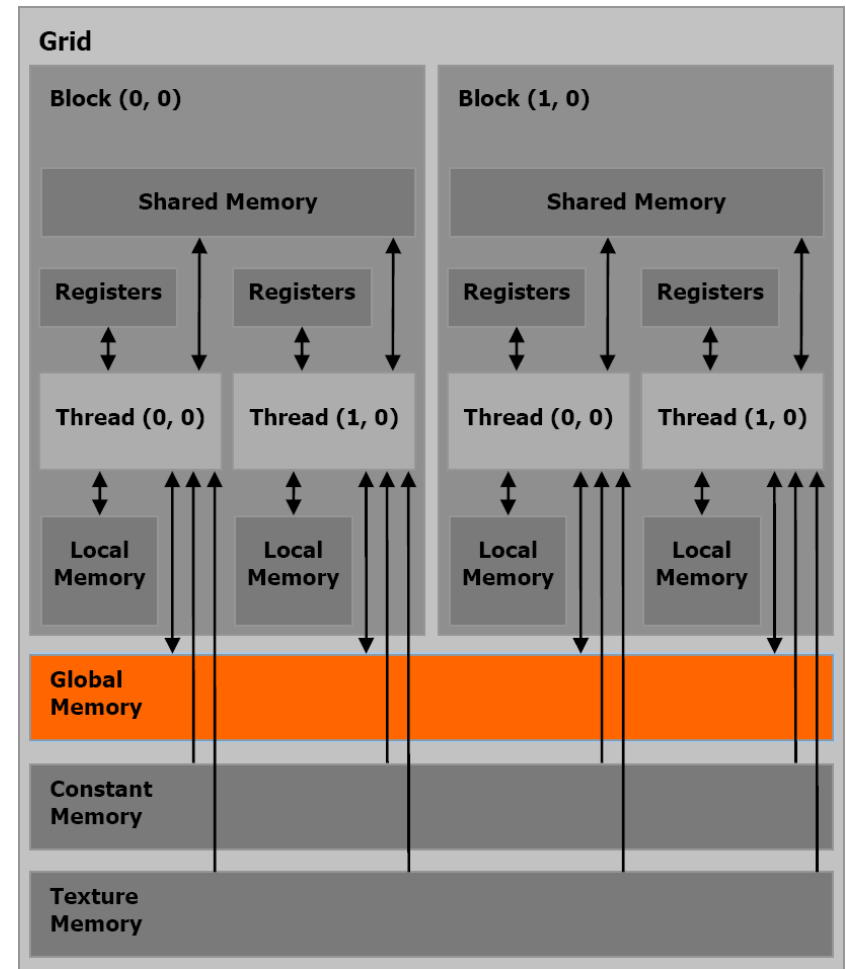 Grid
Block (0, 0)
Shared Memory
Registers
Registers
Thread (0, 0)
Thread (1, 0)
Local
Memory
Local
Memory
Block (1, 0)
Shared Memory
Registers
Registers
Thread (0, 0)
Thread (1, 0)
Local
Memory
Local
Memory
Global
Memory
Constant
Memory
Texture
Memory